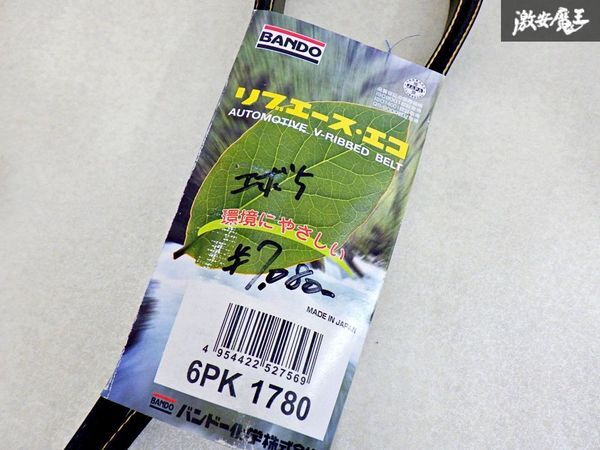 激安魔王
BANDO
JAPAN
リブエース・エコ
AUTOMOTIVE V-RIBBED BELT
エボ5
環境にやさしい
¥7,080-
MADE IN JAPAN
4 954422 527569
6PK 1780
BANDO バンドー化学株式会